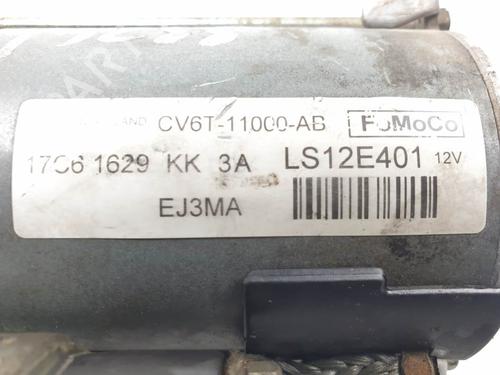 CV6T-11000-AB FoMoCo
17C6 1629 KK 3A LS12E401 12V
EJ3MA